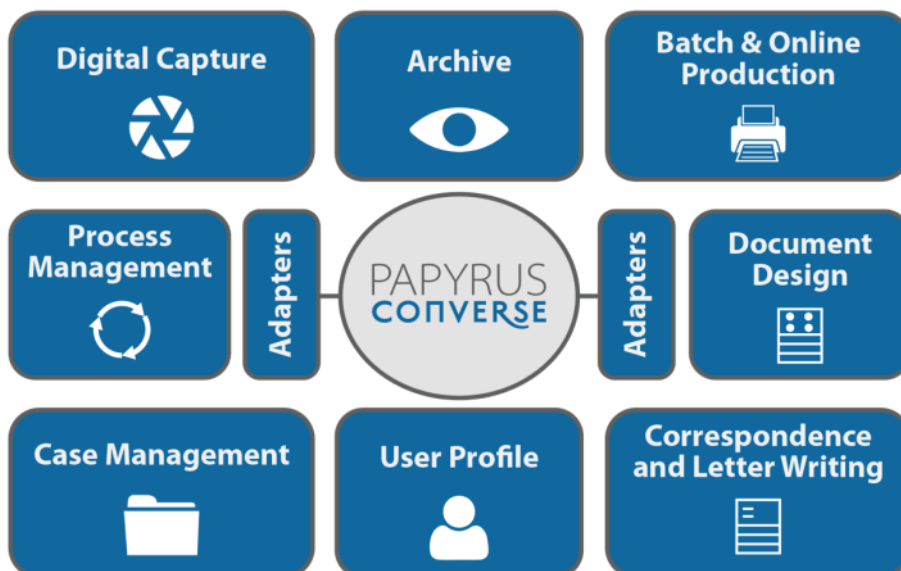 Digital Capture
Archive
Batch & Online
Production
Process
Management
Adapters
PAPYRUS
CONVERSE
Adapters
Document
Design
Case Management
User Profile
Correspondence
and Letter Writing